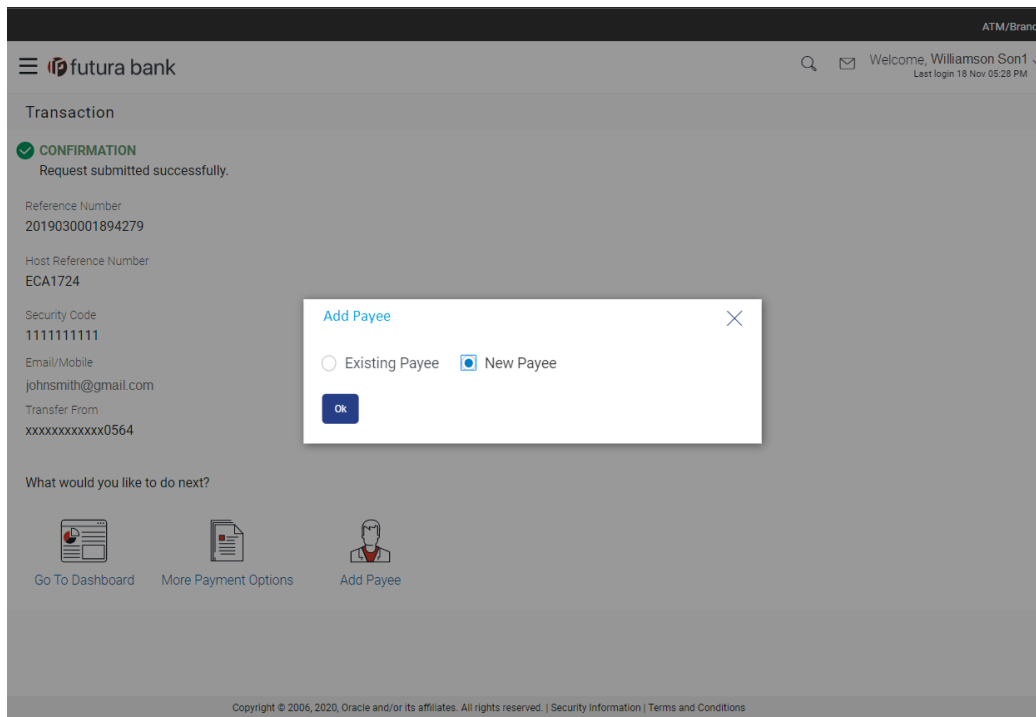 ATM/Branc
futura bank
Welcome, Williamson Son1
Last login 18 Nov 05:28 PM
Transaction
CONFIRMATION
Request submitted successfully.
Reference Number
2019030001894279
Host Reference Number
ECA1724
Security Code
1111111111
Email/Mobile
johnsmith@gmail.com
Transfer From
xxxxxxxxxxxx0564
Add Payee
Existing Payee New Payee
Ok
What would you like to do next?
Go To Dashboard More Payment Options Add Payee
Copyright © 2006, 2020, Oracle and/or its affiliates. All rights reserved. | Security Information | Terms and Conditions